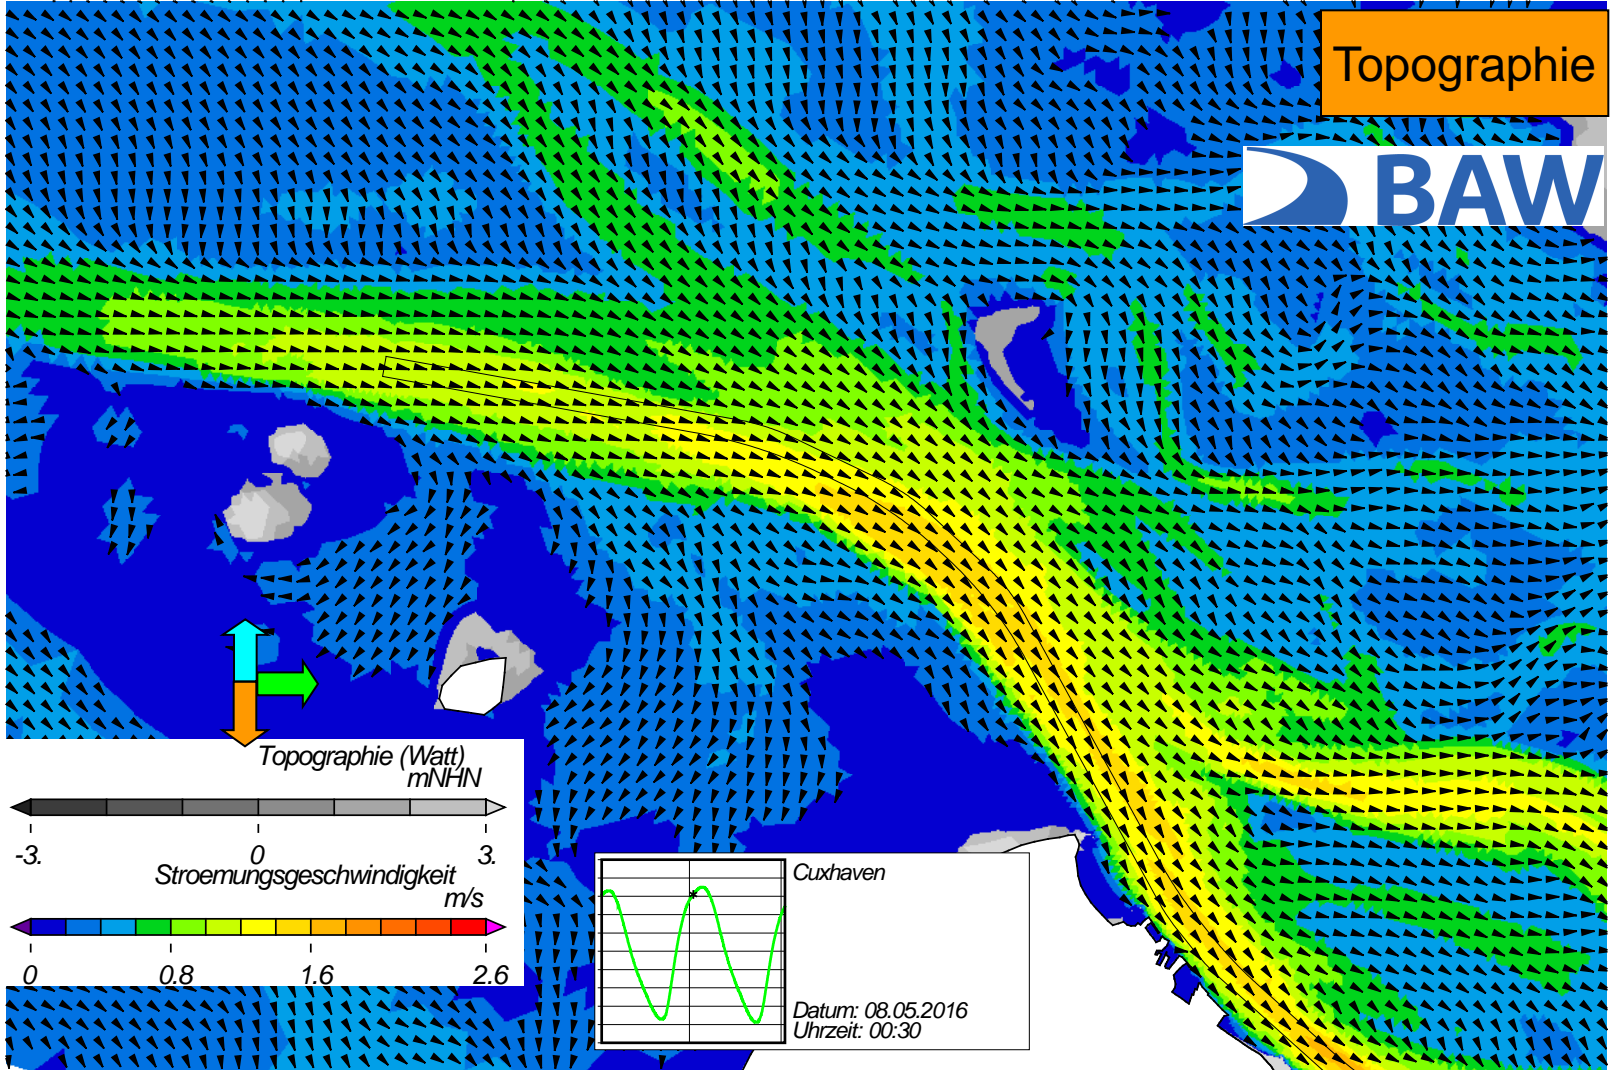 Topographie
BAW
Topographie (Watt)
mNHN
-3. 0 3.
Stroemungsgeschwindigkeit
m/s
0 0.8 1.6 2.6
Cuxhaven
Datum: 08.05.2016
Uhrzeit: 00:30